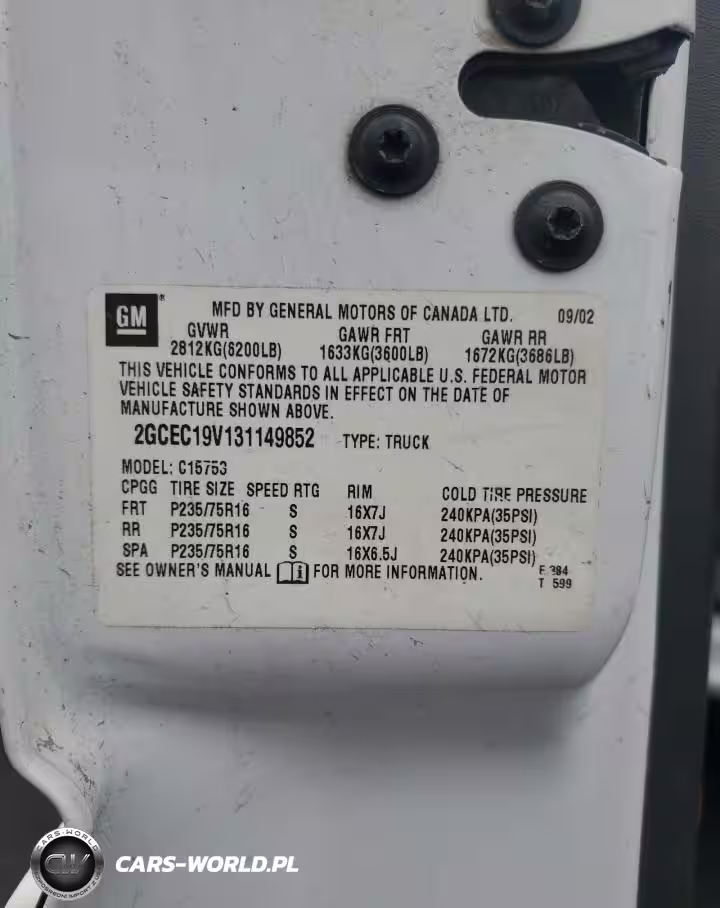 GM
MFD BY GENERAL MOTORS OF CANADA LTD. 09/02
GVWR GAWR FRT GAWR RR
2812KG(6200LB) 1633KG(3600LB) 1672KG(3686LB)
THIS VEHICLE CONFORMS TO ALL APPLICABLE U.S. FEDERAL MOTOR
VEHICLE SAFETY STANDARDS IN EFFECT ON THE DATE OF
MANUFACTURE SHOWN ABOVE.
2GCEC19V131149852 TYPE: TRUCK
MODEL: C15753
CPGG TIRE SIZE SPEED RTG RIM COLD TIRE PRESSURE
FRT P235/75R16 S 16X7J 240KPA(35PSI)
RR P235/75R16 S 16X7J 240KPA(35PSI)
SPA P235/75R16 S 16X6.5J 240KPA(35PSI)
SEE OWNER'S MANUAL i FOR MORE INFORMATION.
T 599
CARS-WORLD
CW
CARS-WORLD.PL